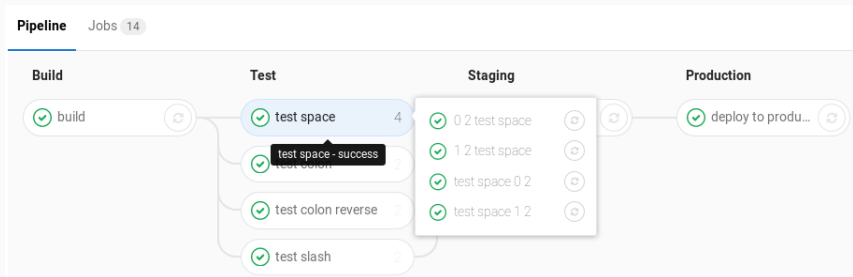 Pipeline Jobs 14
Build Test Staging Production
build
test space 4
deploy to produ...
test space - success
test colon 2
test colon reverse 2
test slash 2
0 2 test space
1 2 test space
test space 0 2
test space 1 2